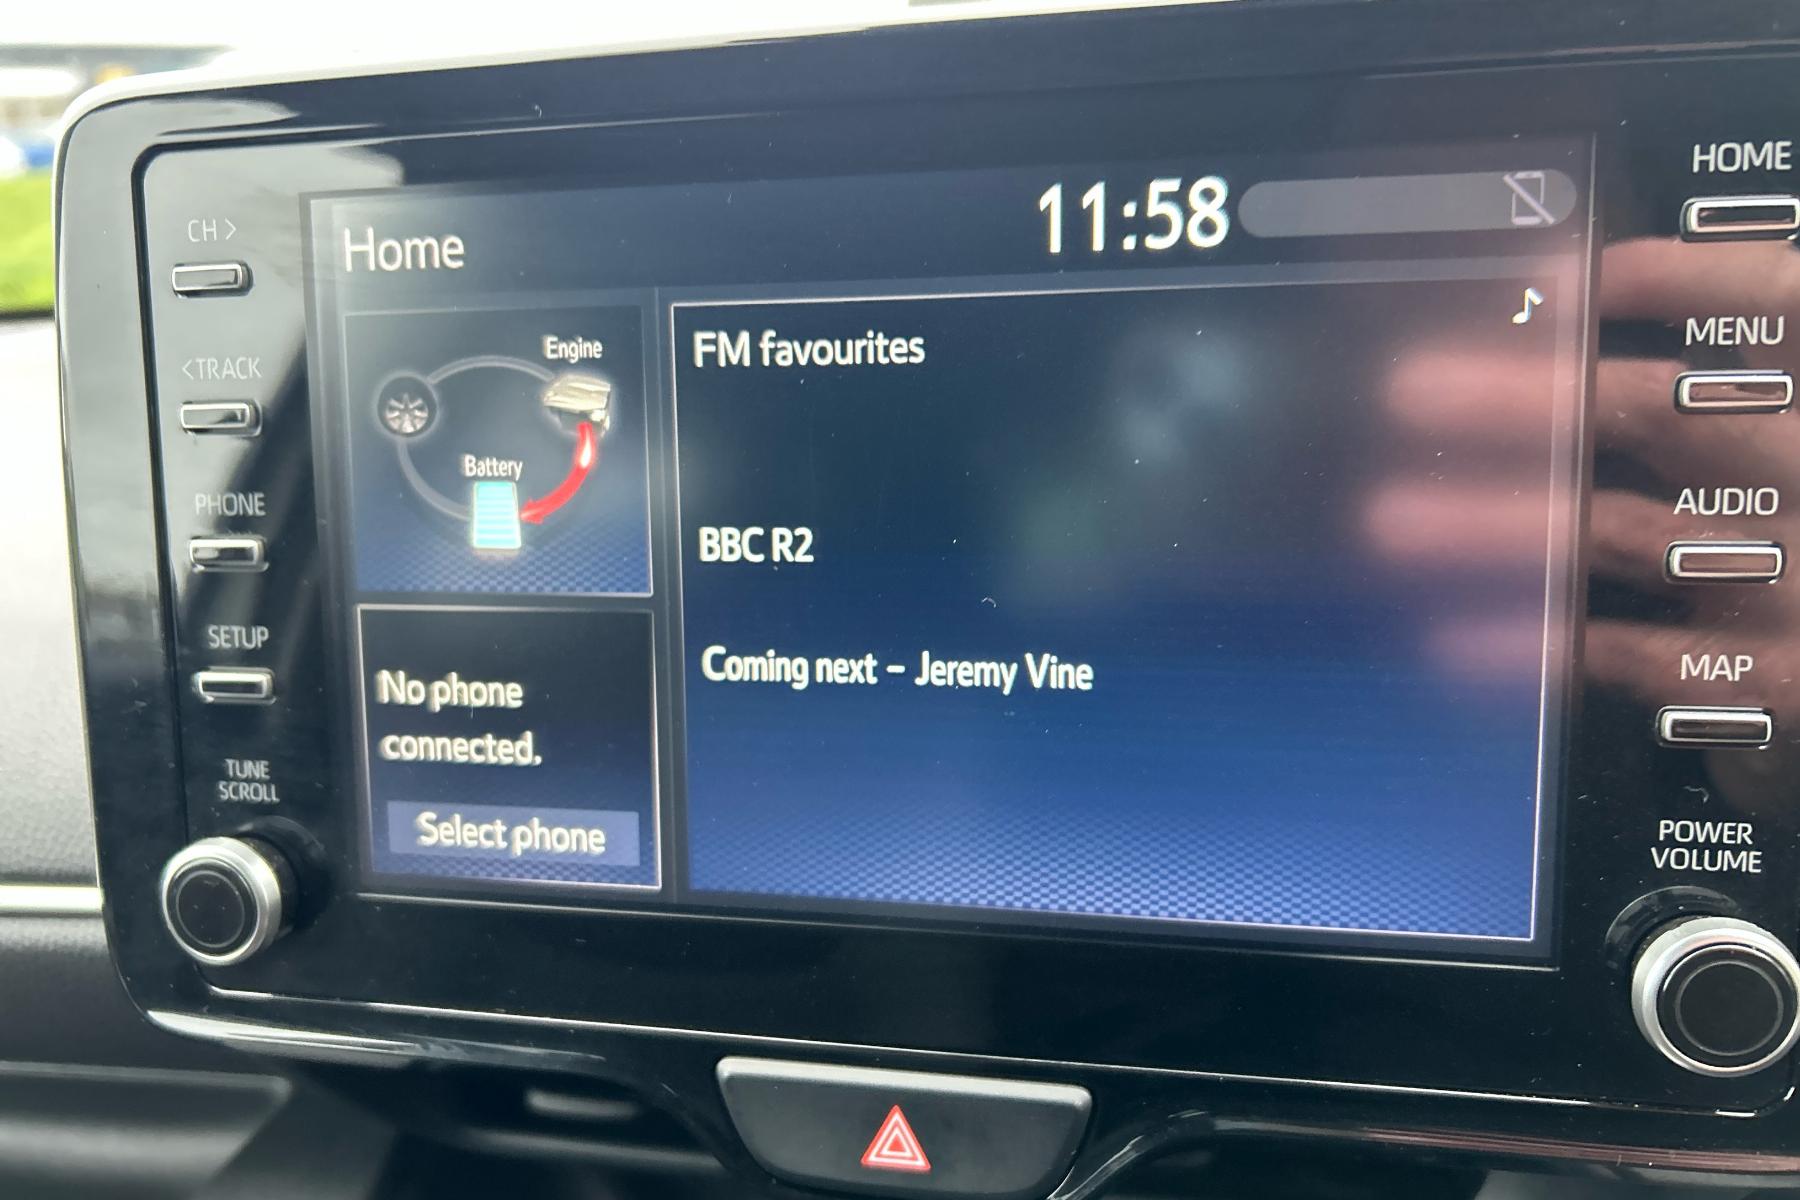 CH>
<TRACK
PHONE
SETUP
TUNE
SCROLL
Home
11:58
Engine
Battery
No phone
connected.
Select phone
FM favourites
BBC R2
Coming next – Jeremy Vine
HOME
MENU
AUDIO
MAP
POWER
VOLUME